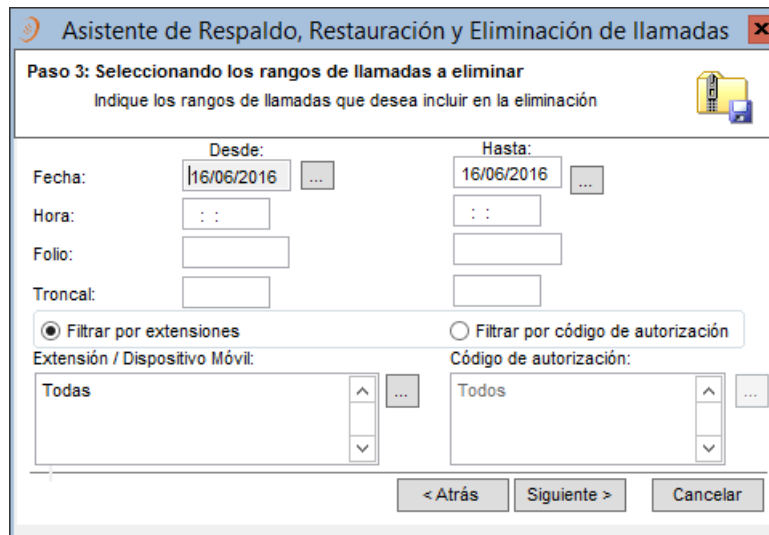 Asistente de Respaldo, Restauración y Eliminación de llamadas
Paso 3: Seleccionando los rangos de llamadas a eliminar
Indique los rangos de llamadas que desea incluir en la eliminación
Desde: Hasta:
Fecha: 16/06/2016 ... 16/06/2016 ...
Hora: : : : :
Folio:
Troncal:
Filtrar por extensiones Filtrar por código de autorización
Extensión / Dispositivo Móvil: Código de autorización:
Todas ... Todos ...
< Atrás Siguiente > Cancelar